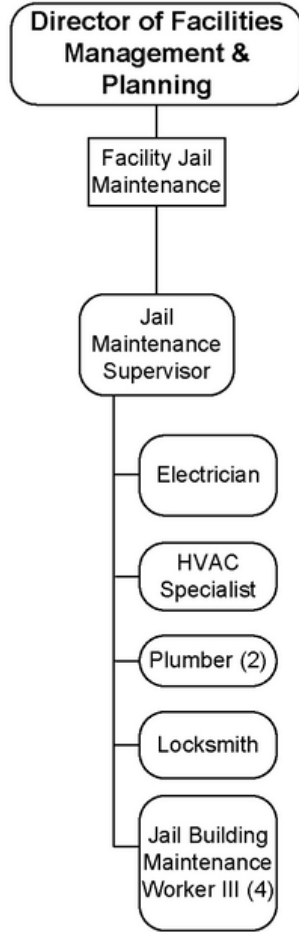 Director of Facilities
Management &
Planning
Facility Jail
Maintenance
Jail
Maintenance
Supervisor
Electrician
HVAC
Specialist
Plumber (2)
Locksmith
Jail Building
Maintenance
Worker III (4)